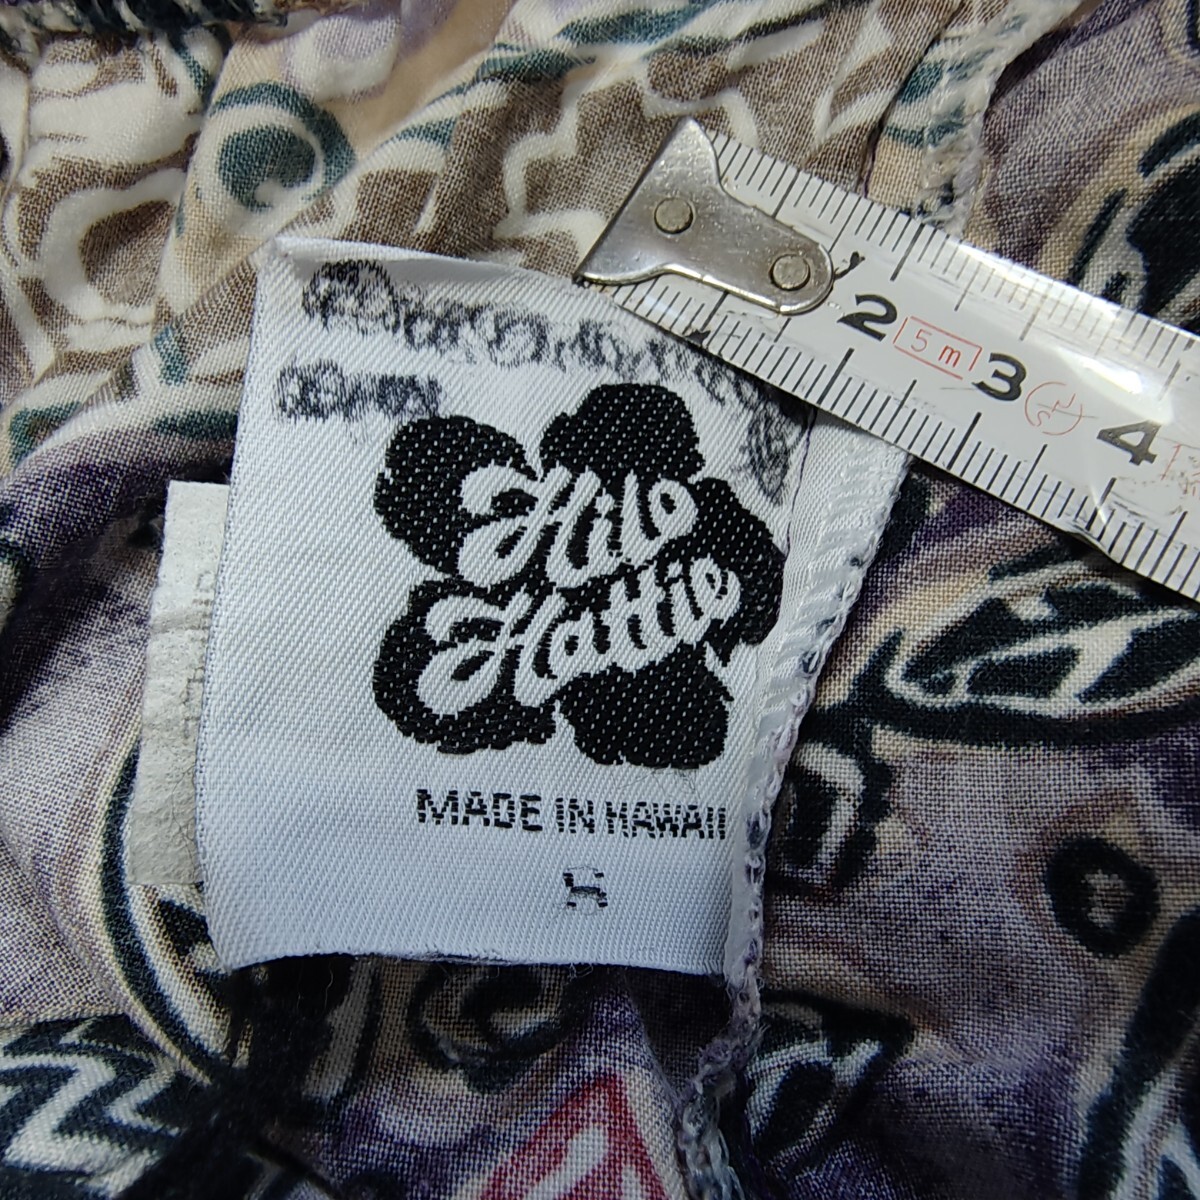 Hilo
Hattie
MADE IN HAWAII
S
2 5m 3 4